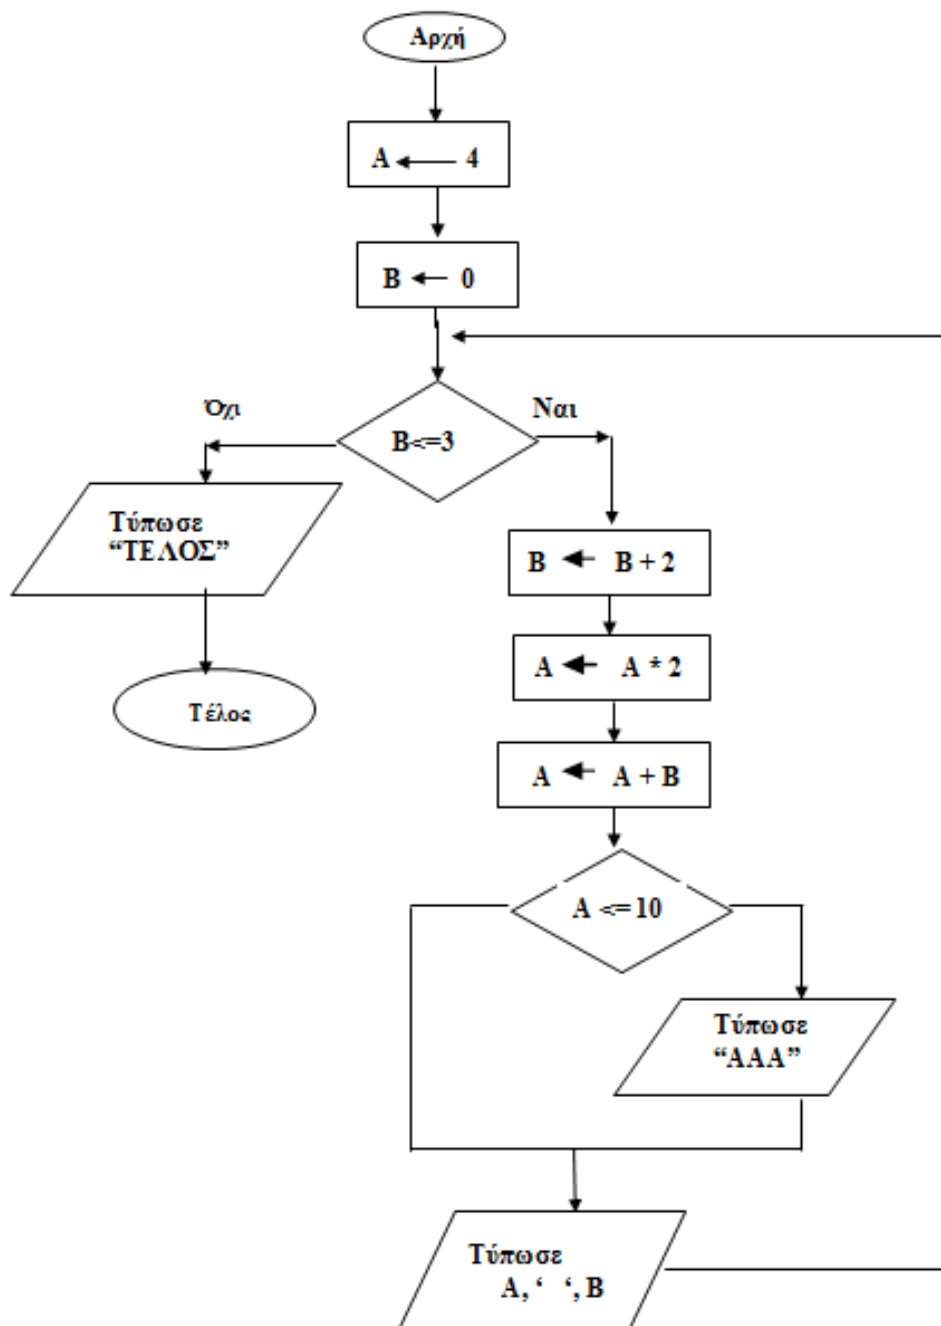 Αρχή
Α 4
Β 0
Όχι
Ναι
Β<=3
Τύπωσε
“ΤΕΛΟΣ”
Β Β + 2
Α Α * 2
Τέλος
Α Α + Β
Α <= 10
Τύπωσε
“ΑΑΑ”
Τύπωσε
Α, ‘ ‘, Β